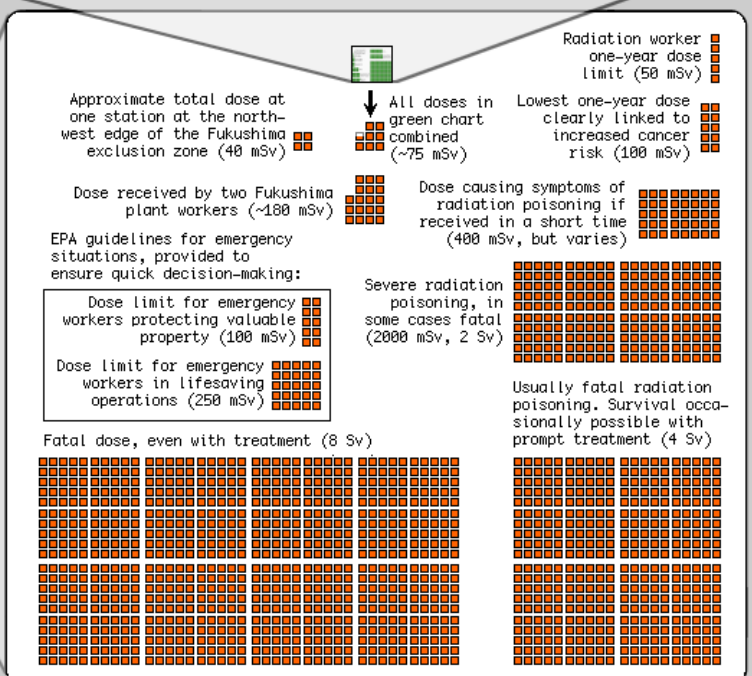 Radiation worker
one-year dose
limit (50 mSv)
Approximate total dose at
one station at the north-
west edge of the Fukushima
exclusion zone (40 mSv)
All doses in
green chart
combined
(~75 mSv)
Lowest one-year dose
clearly linked to
increased cancer
risk (100 mSv)
Dose received by two Fukushima
plant workers (~180 mSv)
Dose causing symptoms of
radiation poisoning if
received in a short time
(400 mSv, but varies)
EPA guidelines for emergency
situations, provided to
ensure quick decision-making:
Dose limit for emergency
workers protecting valuable
property (100 mSv)
Dose limit for emergency
workers in lifesaving
operations (250 mSv)
Severe radiation
poisoning, in
some cases fatal
(2000 mSv, 2 Sv)
Usually fatal radiation
poisoning. Survival occa-
sionally possible with
prompt treatment (4 Sv)
Fatal dose, even with treatment (8 Sv)